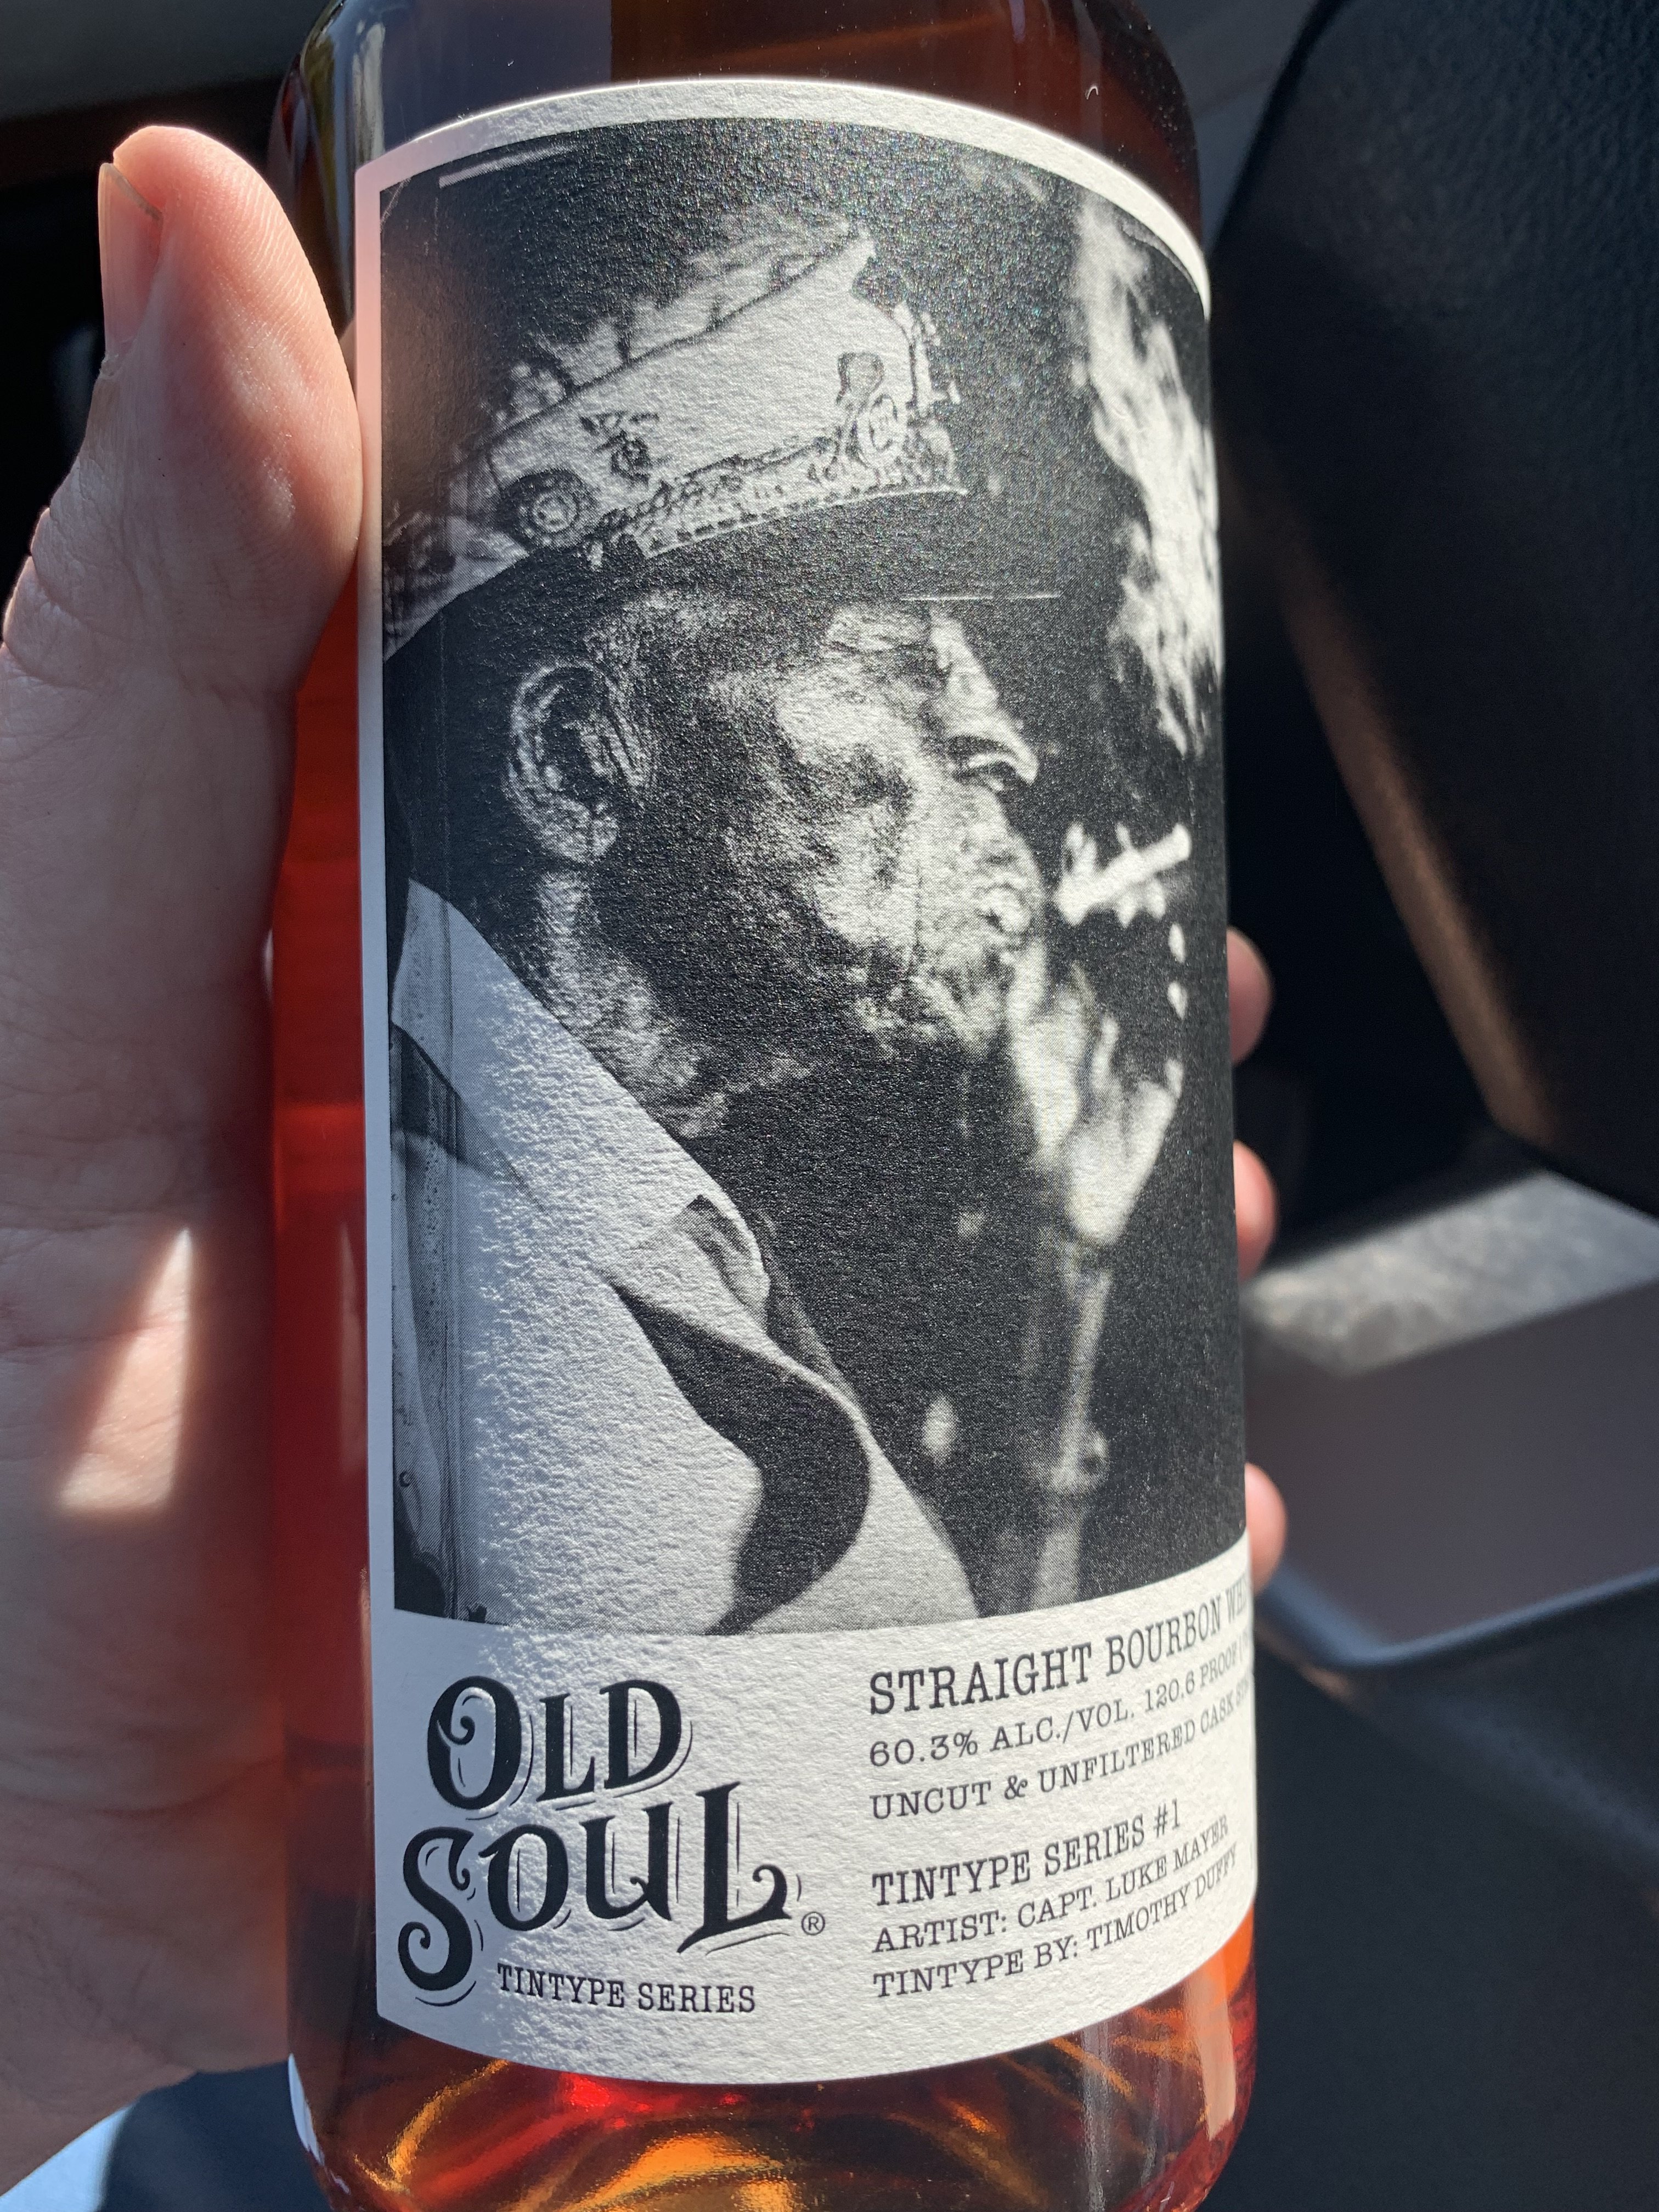 OLD
SOUL®
TINTYPE SERIES
STRAIGHT BOURBON
60.3% ALC./VOL. 120.6 PROOF
UNCUT & UNFILTERED CASK
TINTYPE SERIES #1
ARTIST: CAPT. LUKE MAYER
TINTYPE BY: TIMOTHY DUFFY